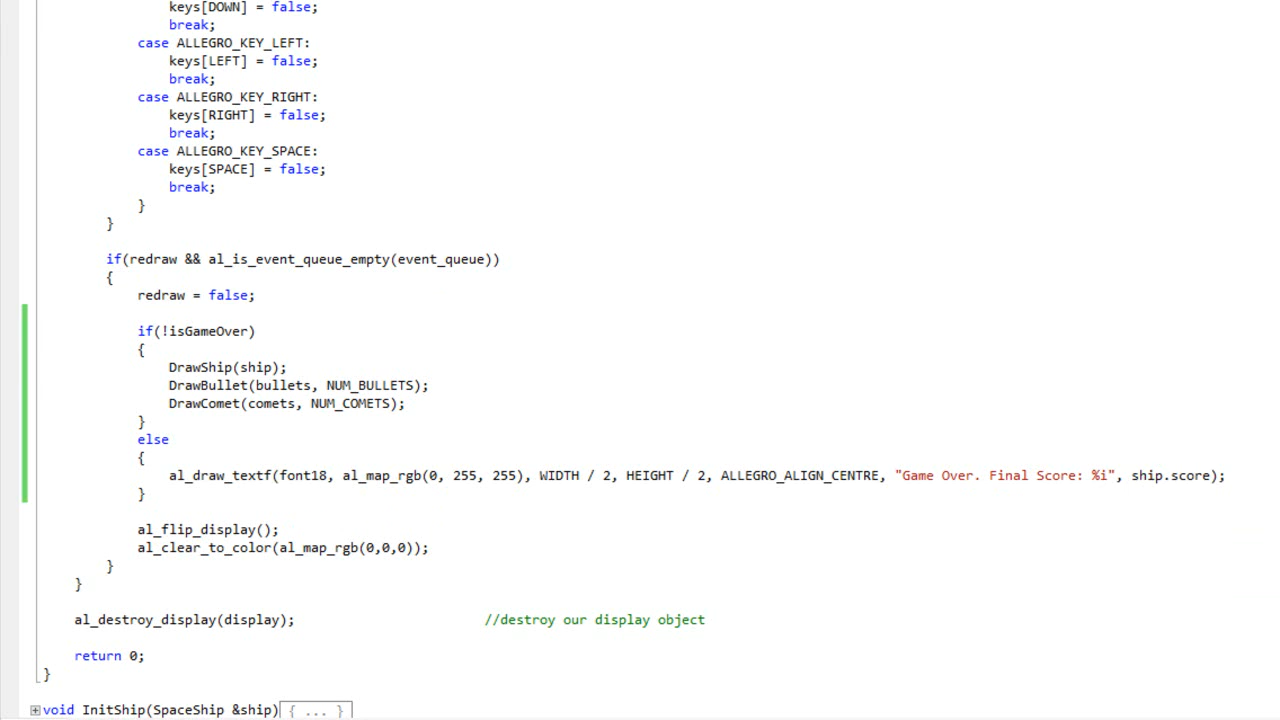 keys[DOWN] = false;
break;
case ALLEGRO_KEY_LEFT:
keys[LEFT] = false;
break;
case ALLEGRO_KEY_RIGHT:
keys[RIGHT] = false;
break;
case ALLEGRO_KEY_SPACE:
keys[SPACE] = false;
break;
}
}
if(redraw && al_is_event_queue_empty(event_queue))
{
redraw = false;
if(!isGameOver)
{
DrawShip(ship);
DrawBullet(bullets, NUM_BULLETS);
DrawComet(comets, NUM_COMETS);
}
else
{
al_draw_textf(font18, al_map_rgb(0, 255, 255), WIDTH / 2, HEIGHT / 2, ALLEGRO_ALIGN_CENTRE, "Game Over. Final Score: %i", ship.score);
}
al_flip_display();
al_clear_to_color(al_map_rgb(0,0,0));
}
}
al_destroy_display(display); //destroy our display object
return 0;
}
void InitShip(SpaceShip &ship){ ... }